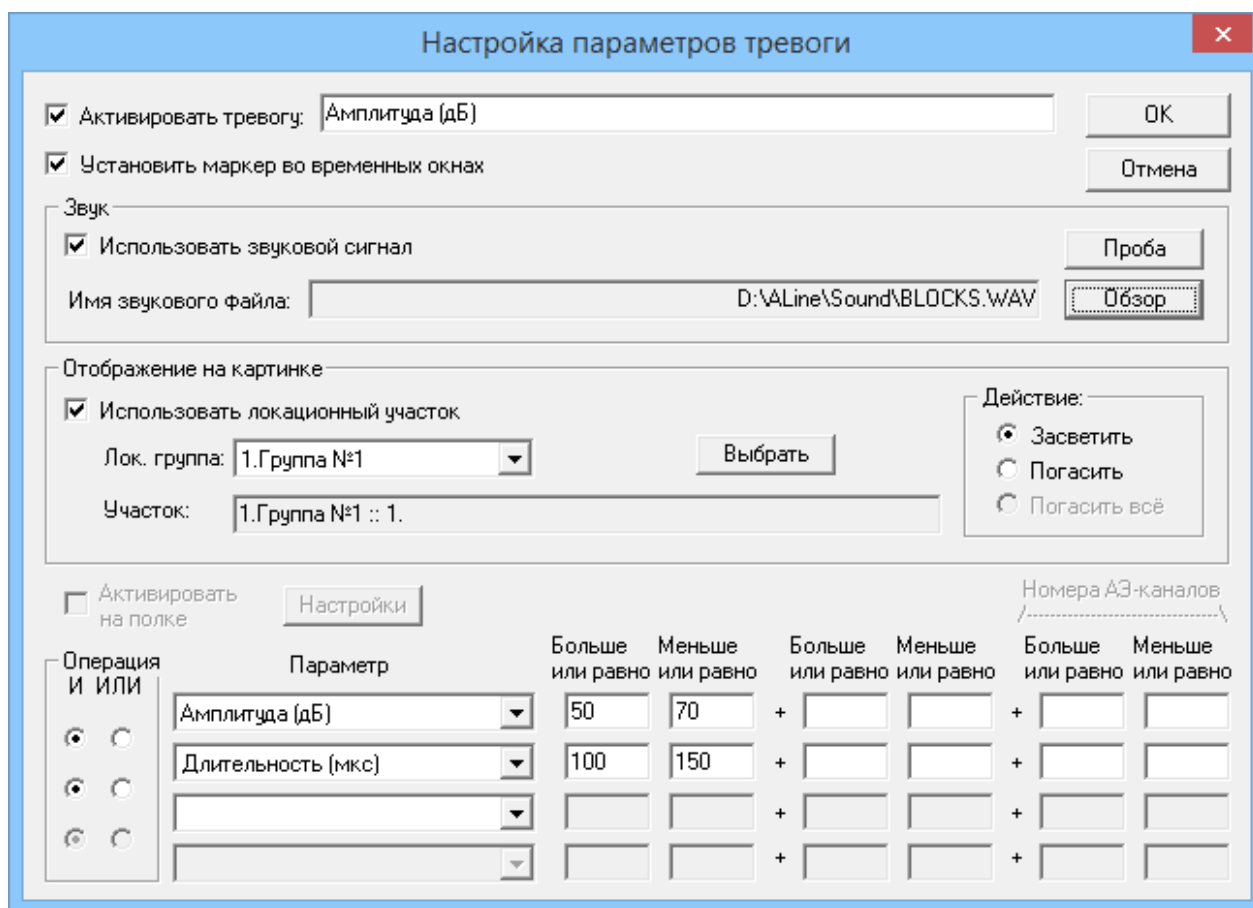 Настройка параметров тревоги
Активировать тревогу: Амплитуда (дБ) OK
Установить маркер во временных окнах Отмена
Звук
Использовать звуковой сигнал Проба
Имя звукового файла: D:\ALine\Sound\BLOCKS.WAV Обзор
Отображение на картинке
Использовать локационный участок Действие:
Засветить
Лок. группа: 1.Группа №1 Выбрать
Погасить
Участок: 1.Группа №1 :: 1. Погасить всё
Активировать на полке Настройки Номера АЭ-каналов
/-----------------------\
Операция Параметр Больше или равно Меньше или равно Больше или равно Меньше или равно Больше или равно Меньше или равно
И ИЛИ
Амплитуда (дБ) 50 70 + +
Длительность (мкс) 100 150 + +
+ +
+ +